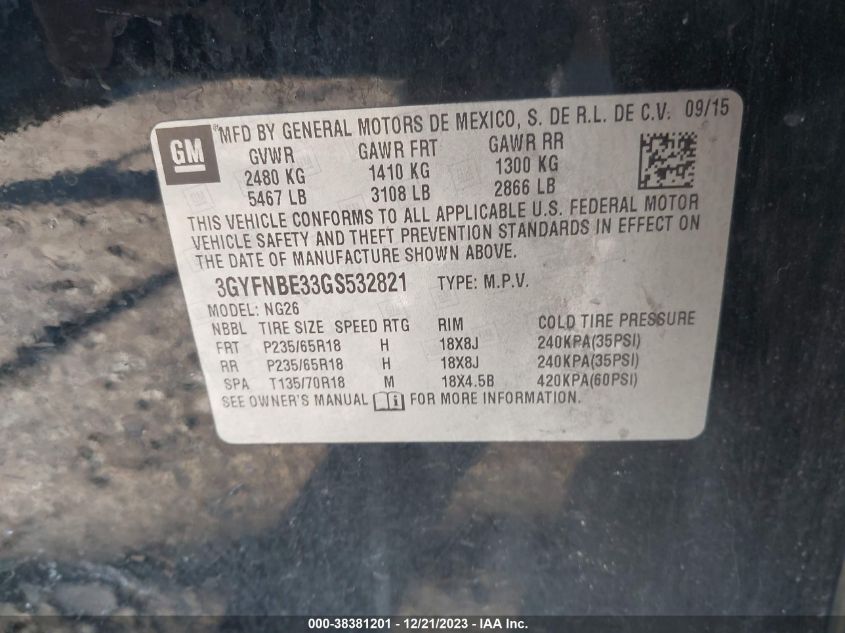 GM
®MFD BY GENERAL MOTORS DE MEXICO, S. DE R.L. DE C.V. 09/15
GVWR GAWR FRT GAWR RR
2480 KG 1410 KG 1300 KG
5467 LB 3108 LB 2866 LB
THIS VEHICLE CONFORMS TO ALL APPLICABLE U.S. FEDERAL MOTOR
VEHICLE SAFETY AND THEFT PREVENTION STANDARDS IN EFFECT ON
THE DATE OF MANUFACTURE SHOWN ABOVE.
3GYFNBE33GS532821 TYPE: M.P.V.
MODEL: NG26
NBBL TIRE SIZE SPEED RTG RIM COLD TIRE PRESSURE
FRT P235/65R18 H 18X8J 240KPA(35PSI)
RR P235/65R18 H 18X8J 240KPA(35PSI)
SPA T135/70R18 M 18X4.5B 420KPA(60PSI)
SEE OWNER'S MANUAL FOR MORE INFORMATION.
000-38381201 - 12/21/2023 - IAA Inc.